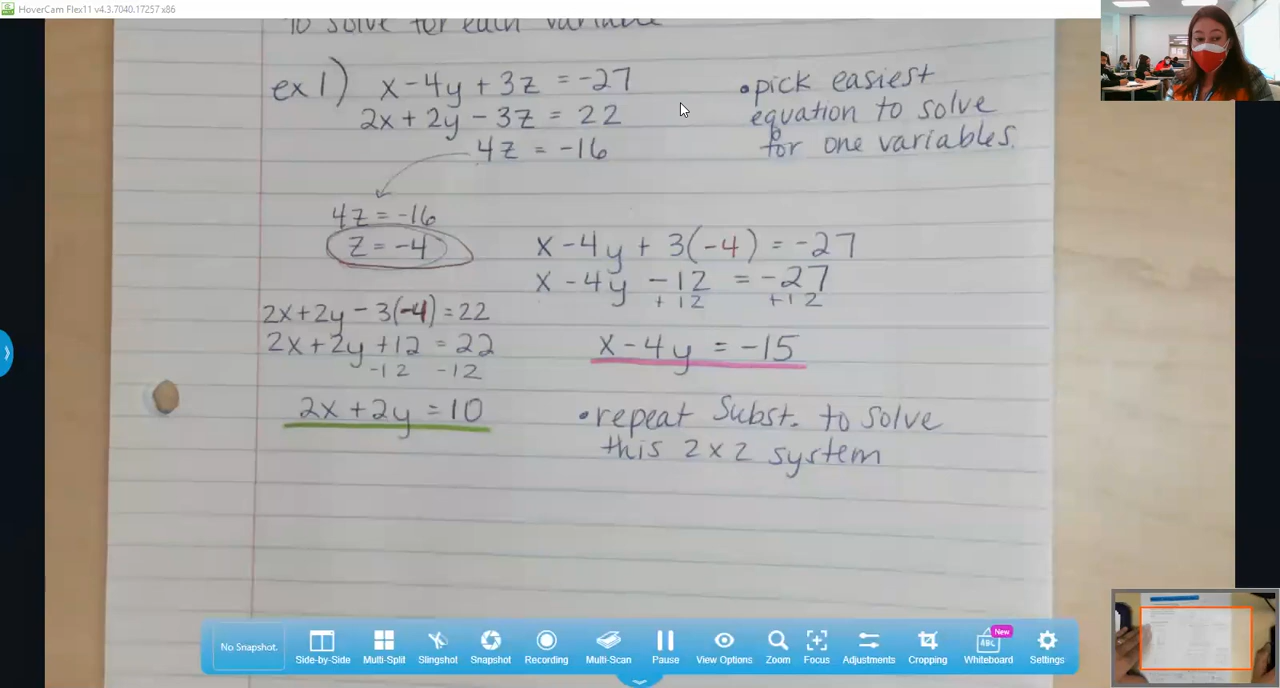 HoverCam Flex11 v4.3.7040.17257 x86
to solve for each variable
ex 1) x - 4y + 3z = -27
2x + 2y - 3z = 22
4z = -16
• pick easiest
equation to solve
for one variables.
4z = -16
z = -4
x - 4y + 3(-4) = -27
x - 4y - 12 = -27
+12 +12
x - 4y = -15
2x + 2y - 3(-4) = 22
2x + 2y + 12 = 22
-12 -12
2x + 2y = 10
• repeat Subst. to solve
this 2 x 2 system
No Snapshot.
Side-by-Side
Multi-Split
Slingshot
Snapshot
Recording
Multi-Scan
Pause
View Options
Zoom
Focus
Adjustments
Cropping
New
ABC
Whiteboard
Settings